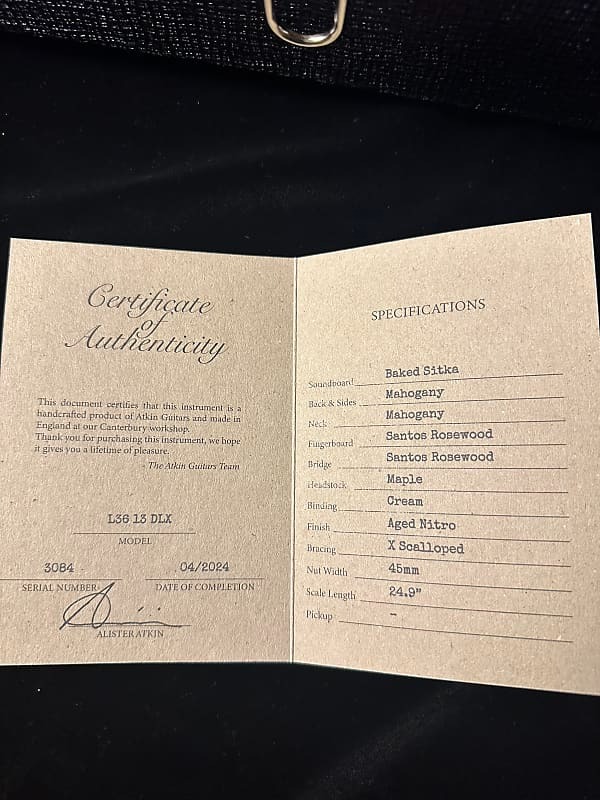 Certificate
of
Authenticity
This document certifies that this instrument is a
handcrafted product of Atkin Guitars and made in
England at our Canterbury workshop.
Thank you for purchasing this instrument, we hope
it gives you a lifetime of pleasure.
- The Atkin Guitars Team
L36 13 DLX
MODEL
3084
SERIAL NUMBER
04/2024
DATE OF COMPLETION
ALISTER ATKIN
SPECIFICATIONS
Soundboard Baked Sitka
Back & Sides Mahogany
Neck Mahogany
Fingerboard Santos Rosewood
Bridge Santos Rosewood
Headstock Maple
Binding Cream
Finish Aged Nitro
Bracing X Scalloped
Nut Width 45mm
Scale Length 24.9"
Pickup -